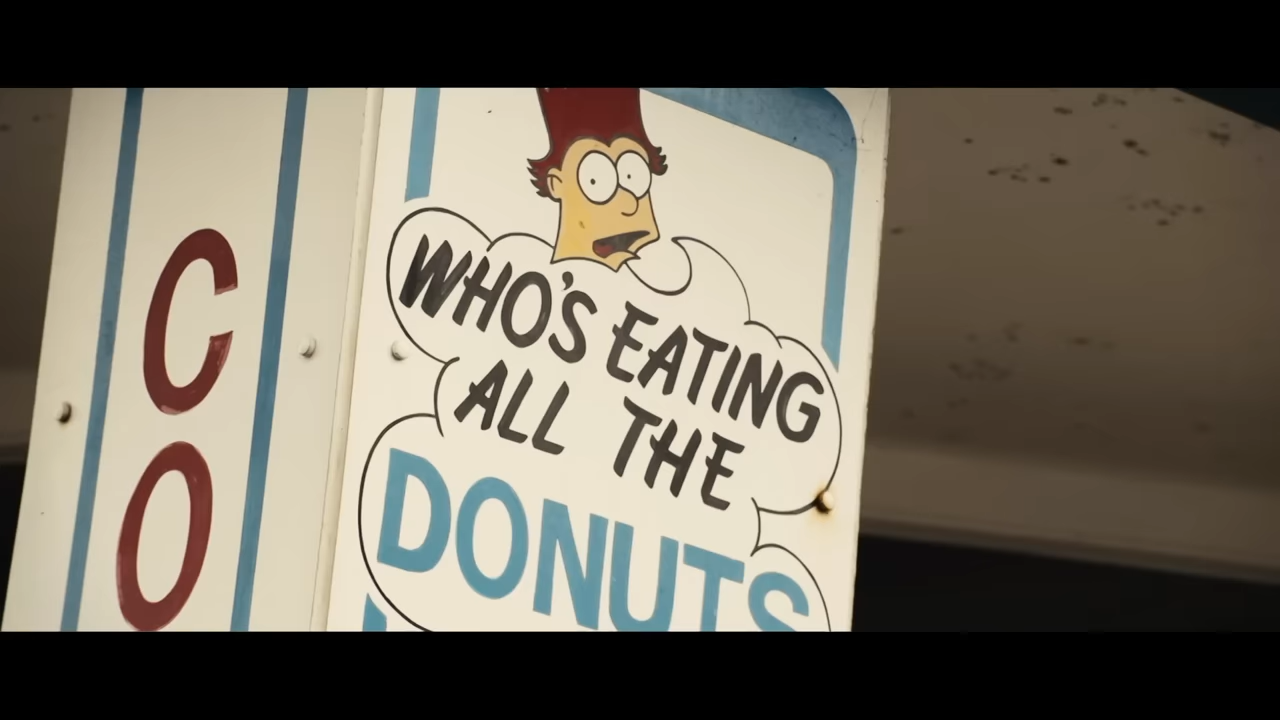 C
O
WHO'S EATING
ALL THE
DONUTS